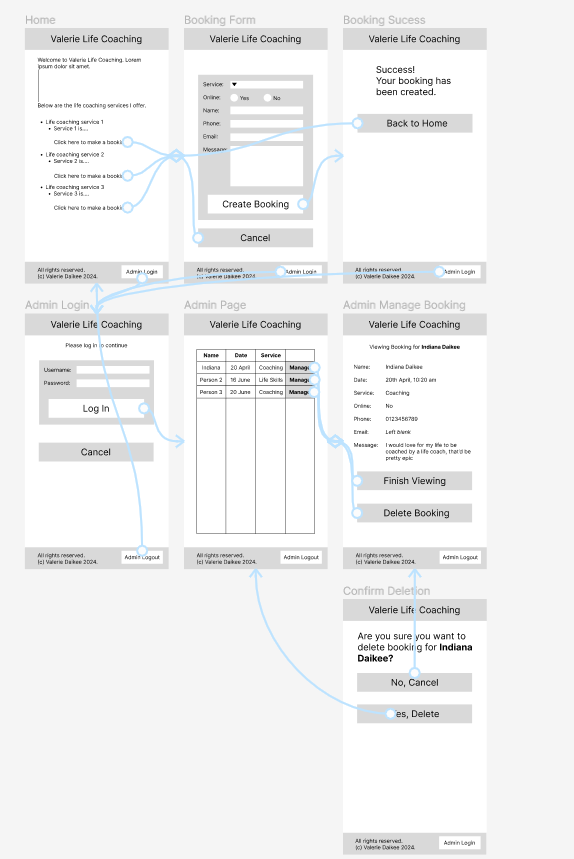 Home
Valerie Life Coaching
Welcome to Valerie Life Coaching. Lorem
ipsum dolor sit amet.
Below are the life coaching services I offer.
Life coaching service 1
Service 1 is....
Click here to make a booki
Life coaching service 2
Service 2 is....
Click here to make a booki
Life coaching service 3
Service 3 is....
Click here to make a booki
All rights reserved.
(c) Valerie Daikee 2024.
Admin Login
Booking Form
Valerie Life Coaching
Service:
Online:
Yes
No
Name:
Phone:
Email:
Message:
Create Booking
Cancel
All rights reserved.
(c) Valerie Daikee 2024.
Admin Login
Booking Sucess
Valerie Life Coaching
Success!
Your booking has
been created.
Back to Home
All rights reserved.
(c) Valerie Daikee 2024.
Admin Login
Admin Login
Valerie Life Coaching
Please log in to continue
Username:
Password:
Log In
Cancel
All rights reserved.
(c) Valerie Daikee 2024.
Admin Logout
Admin Page
Valerie Life Coaching
Name Date Service
Indiana 20 April Coaching Manag
Person 2 16 June Life Skills Manag
Person 3 20 June Coaching Manag
All rights reserved.
(c) Valerie Daikee 2024.
Admin Logout
Admin Manage Booking
Valerie Life Coaching
Viewing Booking for Indiana Daikee
Name: Indiana Daikee
Date: 20th April, 10:20 am
Service: Coaching
Online: No
Phone: 0123456789
Email: Left blank
Message: I would love for my life to be
coached by a life coach, that'd be
pretty epic
Finish Viewing
Delete Booking
All rights reserved.
(c) Valerie Daikee 2024.
Admin Logout
Confirm Deletion
Valerie Life Coaching
Are you sure you want to
delete booking for Indiana
Daikee?
No, Cancel
Yes, Delete
All rights reserved.
(c) Valerie Daikee 2024.
Admin Login